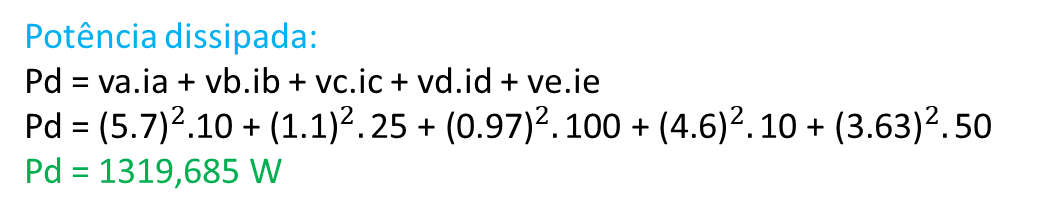 Potência dissipada:
Pd = va.ia + vb.ib + vc.ic + vd.id + ve.ie
Pd = (5.7)².10 + (1.1)².25 + (0.97)².100 + (4.6)².10 + (3.63)².50
Pd = 1319,685 W